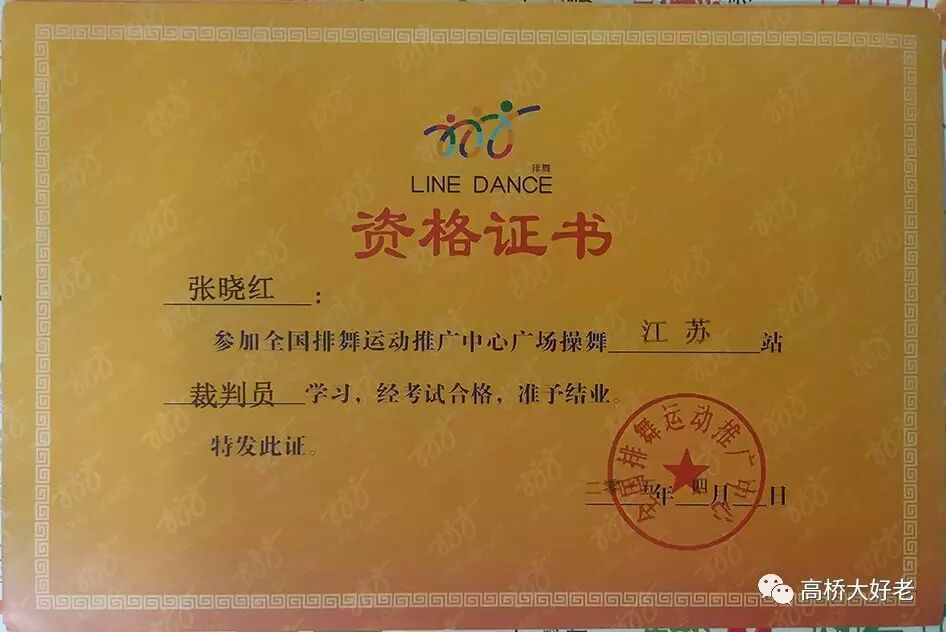 排舞
LINE DANCE
资格证书
张晓红：
参加全国排舞运动推广中心广场操舞 江苏 站
裁判员 学习，经考试合格，准予结业。
特发此证。
全国排舞运动推广中心
年 四月 日
高桥大好老